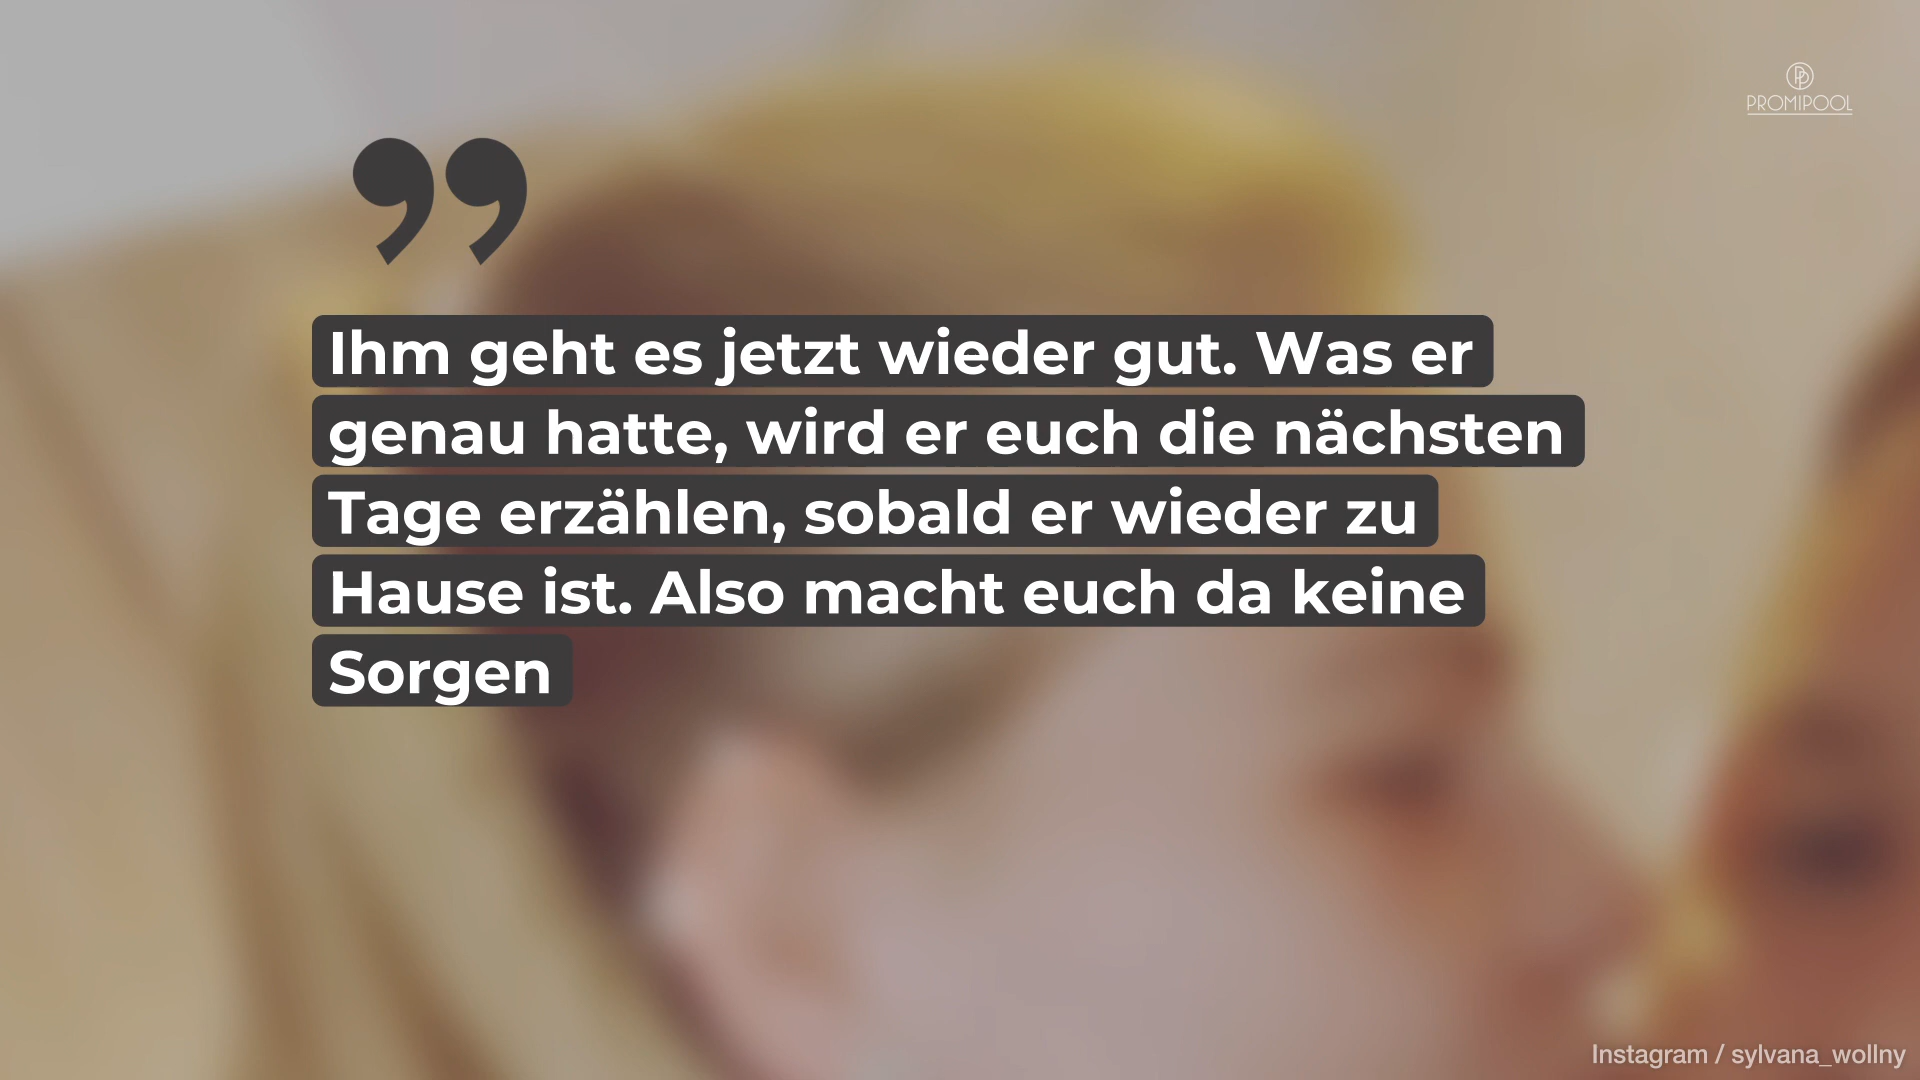 PROMIPOOL
”
Ihm geht es jetzt wieder gut. Was er
genau hatte, wird er euch die nächsten
Tage erzählen, sobald er wieder zu
Hause ist. Also macht euch da keine
Sorgen
Instagram / sylvana_wollny